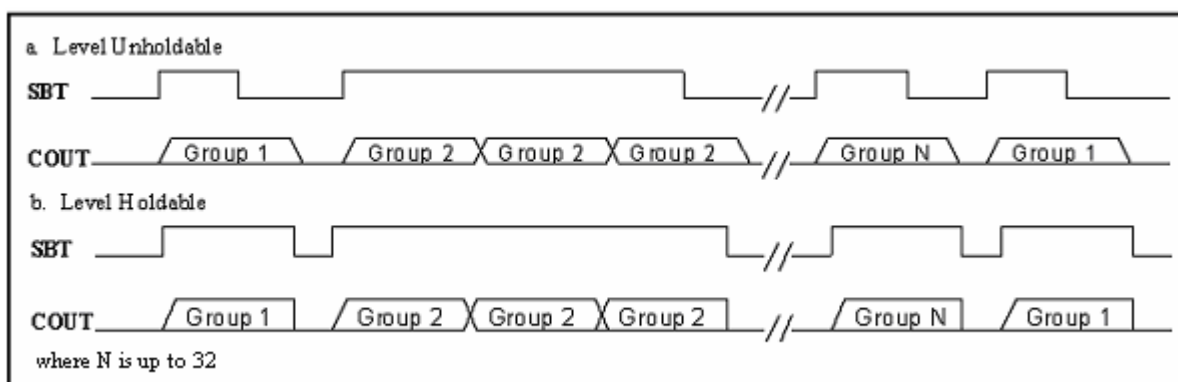 a. Level Unholdable
SBT
COUT Group 1 Group 2 Group 2 Group 2 Group N Group 1
b. Level Holdable
SBT
COUT Group 1 Group 2 Group 2 Group 2 Group N Group 1
where N is up to 32